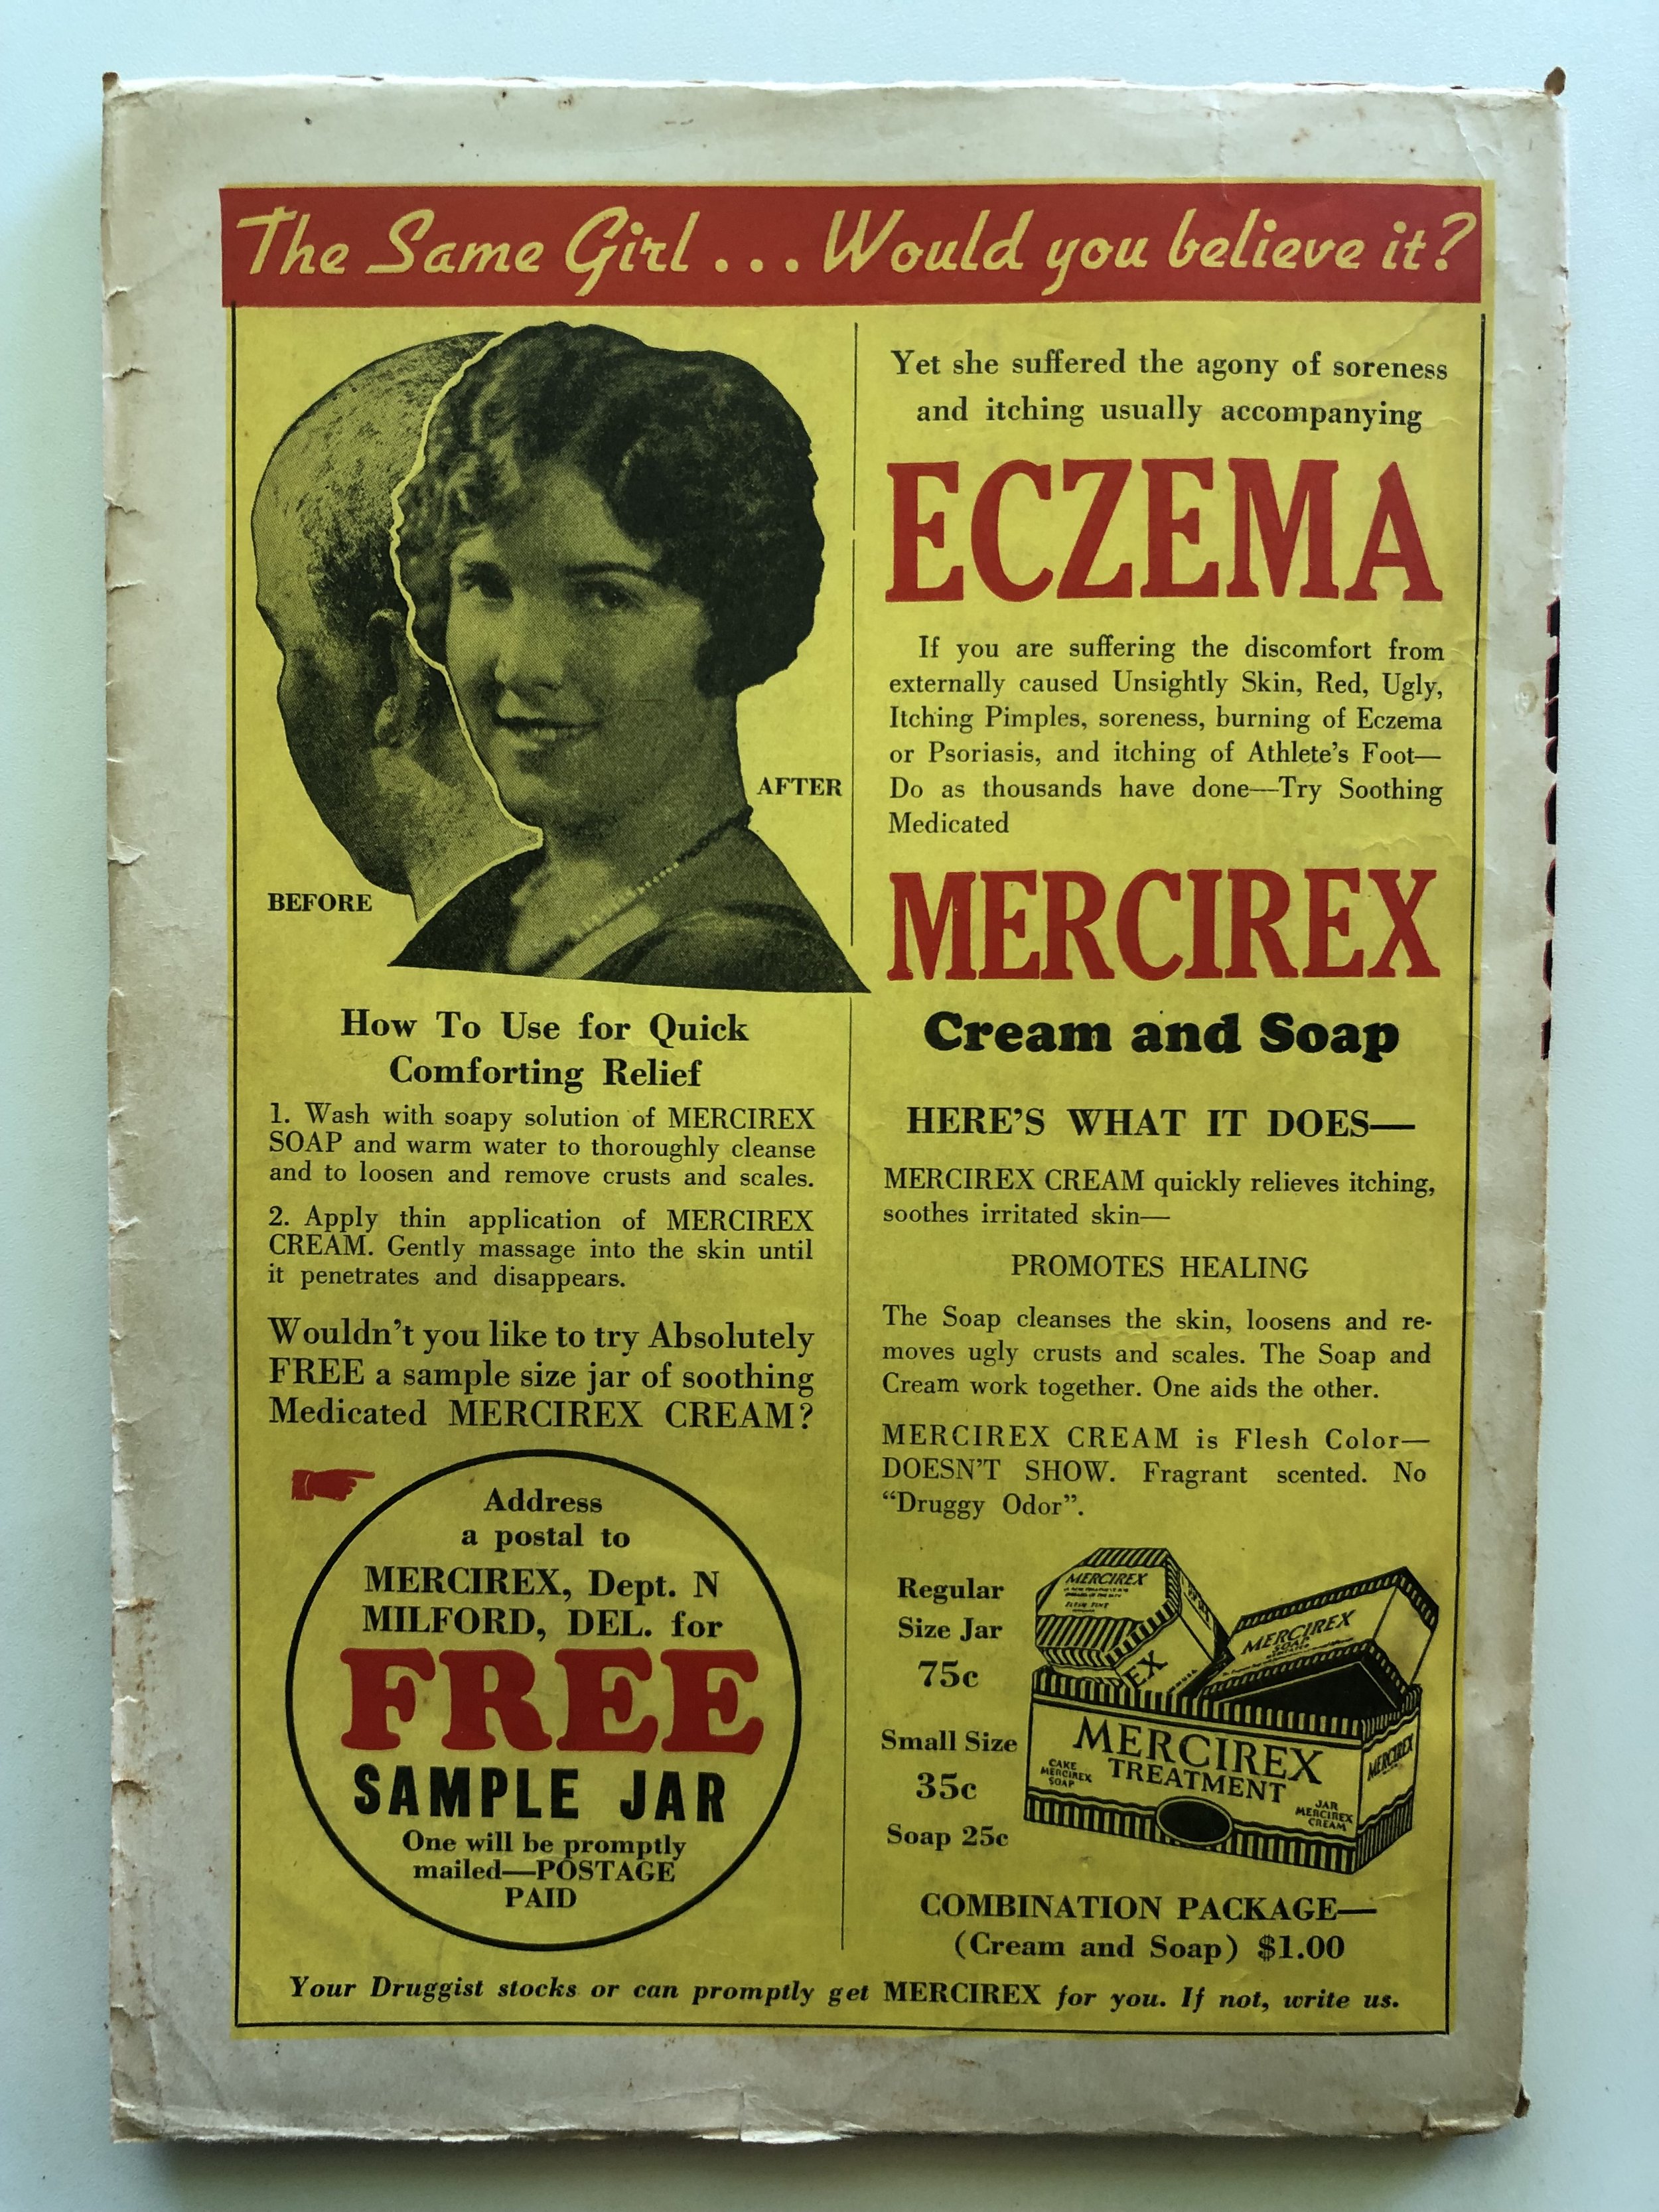 The Same Girl . . . Would you believe it?
BEFORE
AFTER
How To Use for Quick
Comforting Relief
1. Wash with soapy solution of MERCIREX
SOAP and warm water to thoroughly cleanse
and to loosen and remove crusts and scales.
2. Apply thin application of MERCIREX
CREAM. Gently massage into the skin until
it penetrates and disappears.
Wouldn't you like to try Absolutely
FREE a sample size jar of soothing
Medicated MERCIREX CREAM?
Address
a postal to
MERCIREX, Dept. N
MILFORD, DEL. for
FREE
SAMPLE JAR
One will be promptly
mailed—POSTAGE
PAID
Yet she suffered the agony of soreness
and itching usually accompanying
ECZEMA
If you are suffering the discomfort from
externally caused Unsightly Skin, Red, Ugly,
Itching Pimples, soreness, burning of Eczema
or Psoriasis, and itching of Athlete's Foot—
Do as thousands have done—Try Soothing
Medicated
MERCIREX
Cream and Soap
HERE'S WHAT IT DOES—
MERCIREX CREAM quickly relieves itching,
soothes irritated skin—
PROMOTES HEALING
The Soap cleanses the skin, loosens and re-
moves ugly crusts and scales. The Soap and
Cream work together. One aids the other.
MERCIREX CREAM is Flesh Color—
DOESN'T SHOW. Fragrant scented. No
"Druggy Odor".
Regular
Size Jar
75c
Small Size
35c
Soap 25c
MERCIREX
EX
MERCIREX
SOAP
MERCIREX
TREATMENT
CAKE
MERCIREX
SOAP
JAR
MERCIREX
CREAM
MERCIREX
COMBINATION PACKAGE—
(Cream and Soap) $1.00
Your Druggist stocks or can promptly get MERCIREX for you. If not, write us.